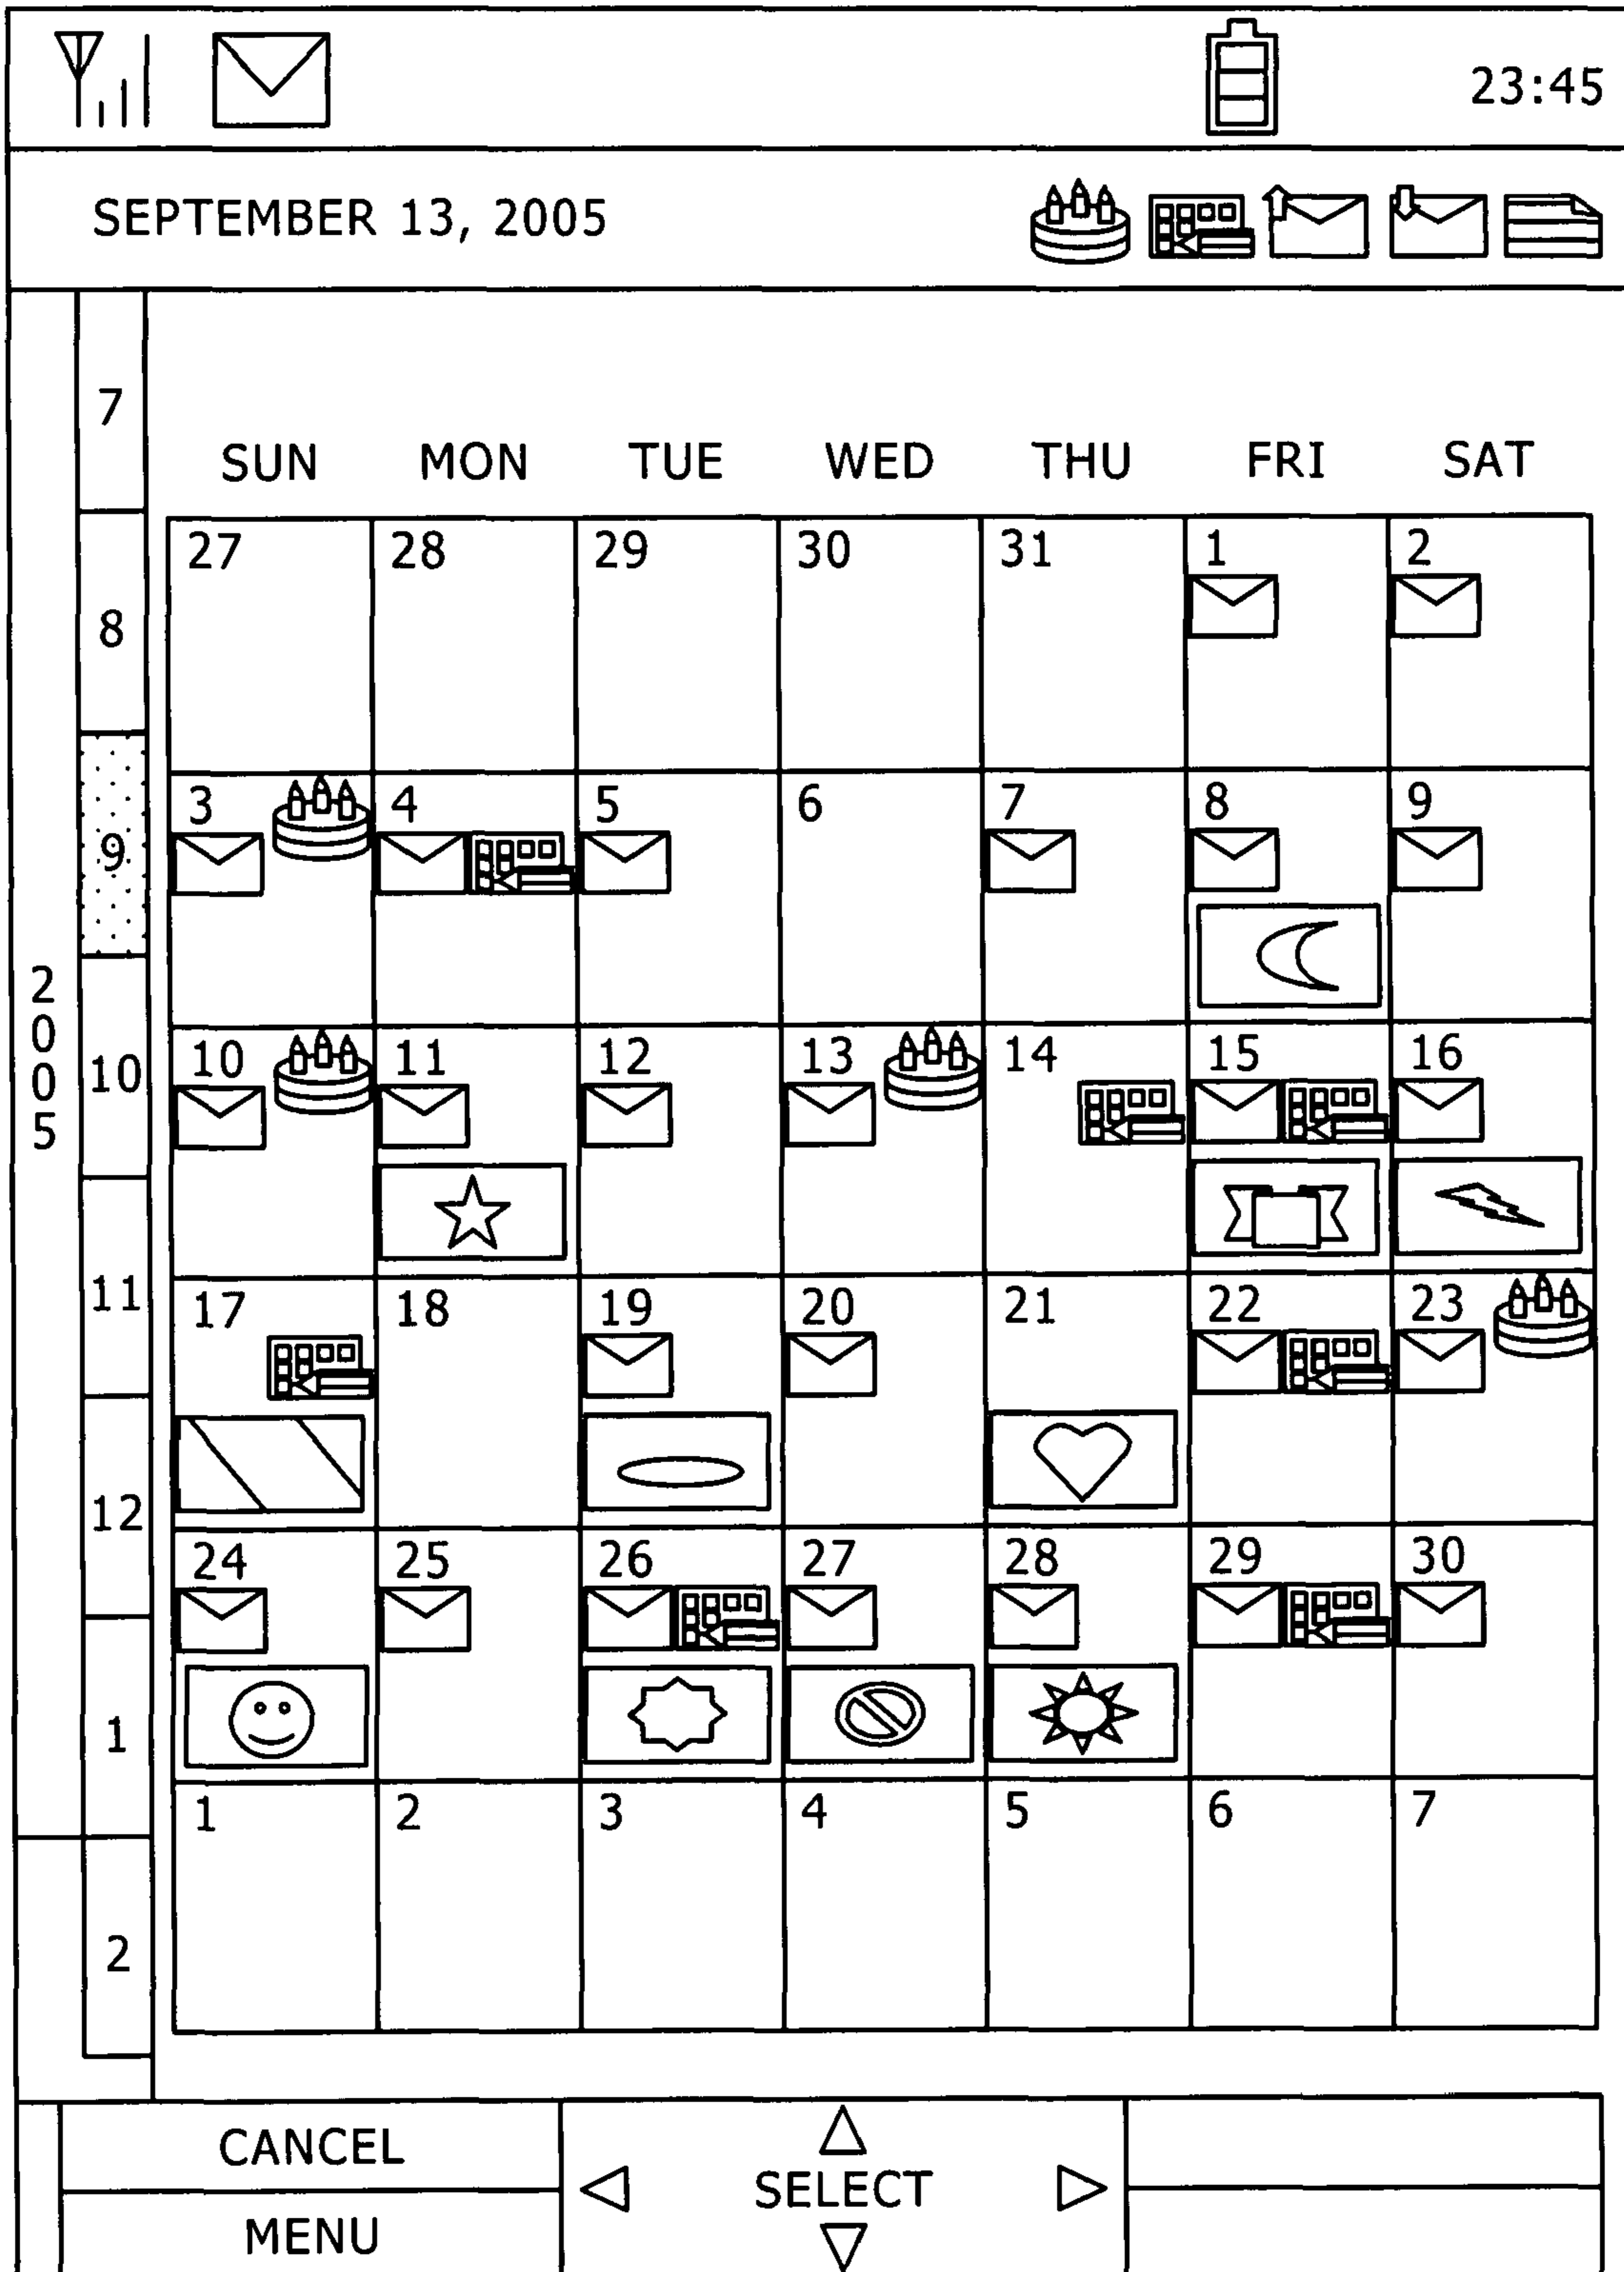 23:45
SEPTEMBER 13, 2005
2005
7
8
9
10
11
12
1
2
SUN MON TUE WED THU FRI SAT
27 28 29 30 31 1 2
3 4 5 6 7 8 9
10 11 12 13 14 15 16
17 18 19 20 21 22 23
24 25 26 27 28 29 30
1 2 3 4 5 6 7
CANCEL
SELECT
MENU